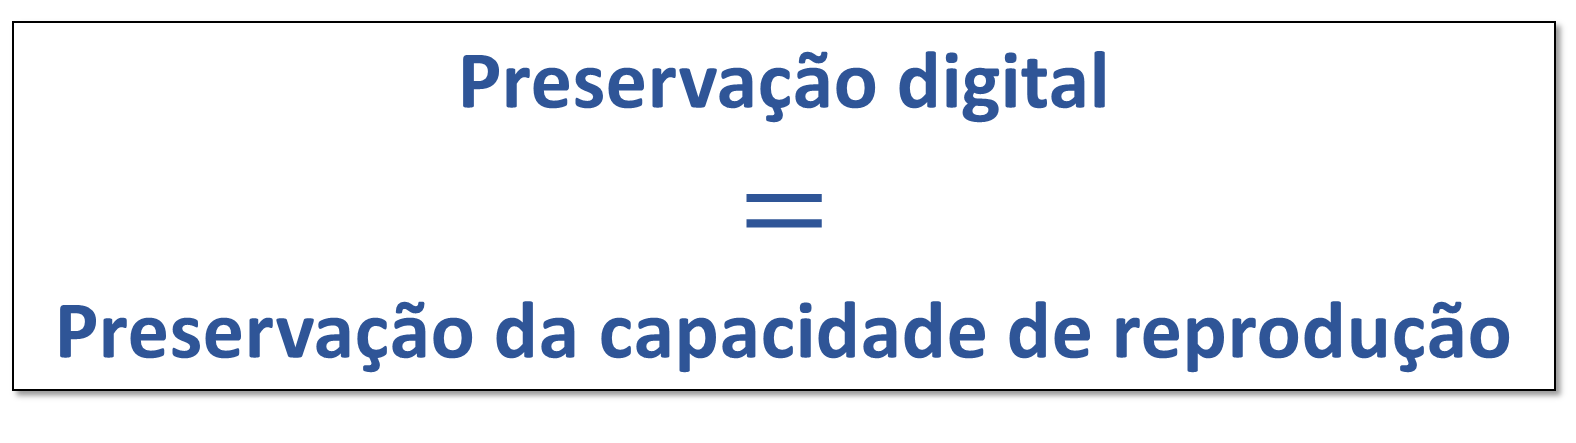 Preservação digital
=
Preservação da capacidade de reprodução